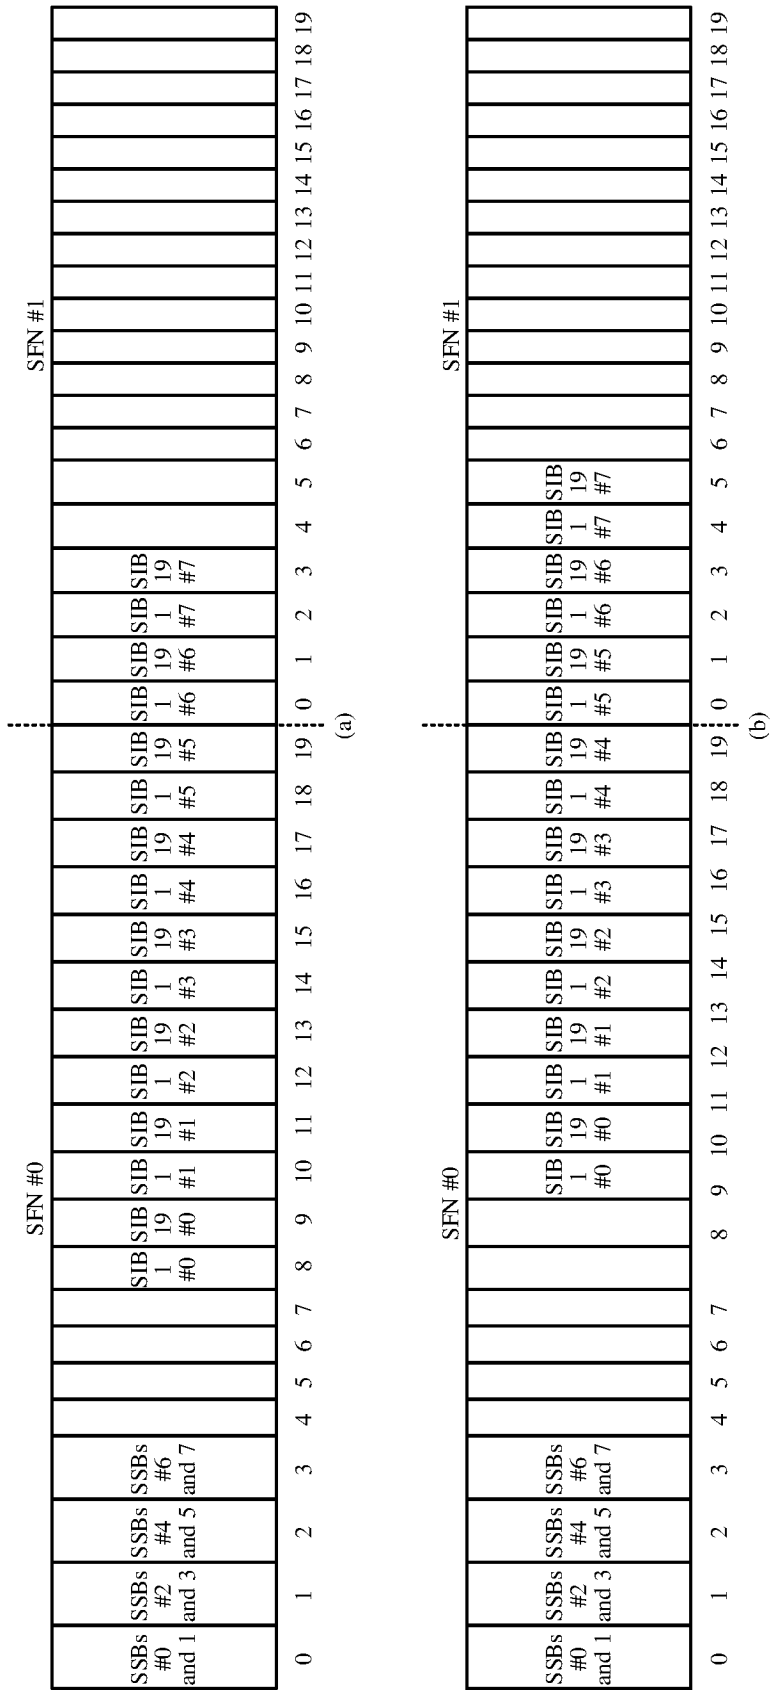 SFN #0
SFN #1
SSBs
#0
and 1
SSBs
#2
and 3
SSBs
#4
and 5
SSBs
#6
and 7
SIB
1
#0
SIB
19
#0
SIB
1
#1
SIB
19
#1
SIB
1
#2
SIB
19
#2
SIB
1
#3
SIB
19
#3
SIB
1
#4
SIB
19
#4
SIB
1
#5
SIB
19
#5
SIB
1
#6
SIB
19
#6
SIB
1
#7
SIB
19
#7
0 1 2 3 4 5 6 7 8 9 10 11 12 13 14 15 16 17 18 19 0 1 2 3 4 5 6 7 8 9 10 11 12 13 14 15 16 17 18 19
(a)
SFN #0
SFN #1
SSBs
#0
and 1
SSBs
#2
and 3
SSBs
#4
and 5
SSBs
#6
and 7
SIB
1
#0
SIB
19
#0
SIB
1
#1
SIB
19
#1
SIB
1
#2
SIB
19
#2
SIB
1
#3
SIB
19
#3
SIB
1
#4
SIB
19
#4
SIB
1
#5
SIB
19
#5
SIB
1
#6
SIB
19
#6
SIB
1
#7
SIB
19
#7
0 1 2 3 4 5 6 7 8 9 10 11 12 13 14 15 16 17 18 19 0 1 2 3 4 5 6 7 8 9 10 11 12 13 14 15 16 17 18 19
(b)